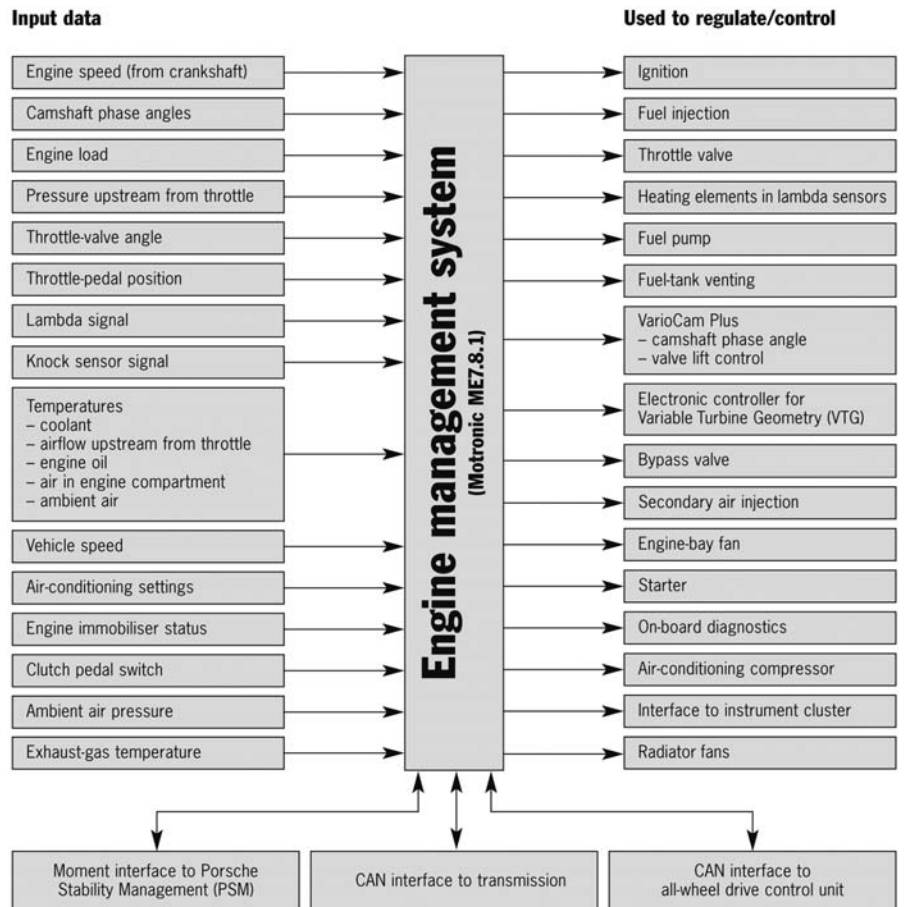 Input data
Used to regulate/control
Engine speed (from crankshaft)
Camshaft phase angles
Engine load
Pressure upstream from throttle
Throttle-valve angle
Throttle-pedal position
Lambda signal
Knock sensor signal
Temperatures
– coolant
– airflow upstream from throttle
– engine oil
– air in engine compartment
– ambient air
Vehicle speed
Air-conditioning settings
Engine immobiliser status
Clutch pedal switch
Ambient air pressure
Exhaust-gas temperature
Engine management system
(Motronic ME7.8.1)
Ignition
Fuel injection
Throttle valve
Heating elements in lambda sensors
Fuel pump
Fuel-tank venting
VarioCam Plus
– camshaft phase angle
– valve lift control
Electronic controller for
Variable Turbine Geometry (VTG)
Bypass valve
Secondary air injection
Engine-bay fan
Starter
On-board diagnostics
Air-conditioning compressor
Interface to instrument cluster
Radiator fans
Moment interface to Porsche
Stability Management (PSM)
CAN interface to transmission
CAN interface to
all-wheel drive control unit